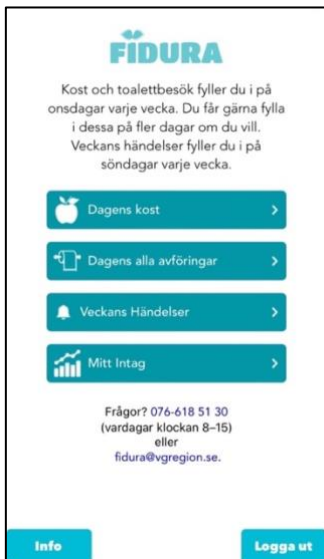 FIDURA
Kost och toalettbesök fyller du i på
onsdagar varje vecka. Du får gärna fylla
i dessa på fler dagar om du vill.
Veckans händelser fyller du i på
söndagar varje vecka.
Dagens kost
Dagens alla avföringar
Veckans Händelser
Mitt Intag
Frågor? 076-618 51 30
(vardagar klockan 8–15)
eller
fidura@vgregion.se.
Info
Logga ut